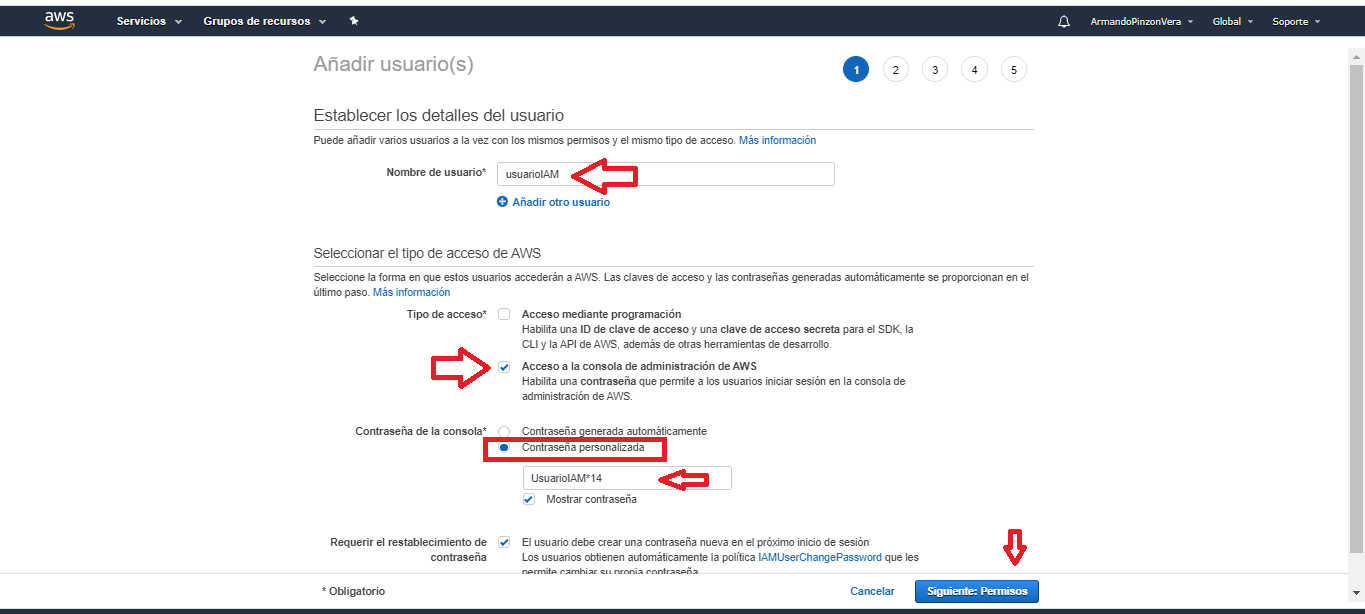 aws
Servicios
Grupos de recursos
ArmandoPinzonVera
Global
Soporte
Añadir usuario(s)
1 2 3 4 5
Establecer los detalles del usuario
Puede añadir varios usuarios a la vez con los mismos permisos y el mismo tipo de acceso. Más información
Nombre de usuario*
usuarioIAM
Añadir otro usuario
Seleccionar el tipo de acceso de AWS
Seleccione la forma en que estos usuarios accederán a AWS. Las claves de acceso y las contraseñas generadas automáticamente se proporcionan en el
último paso. Más información
Tipo de acceso*
Acceso mediante programación
Habilita una ID de clave de acceso y una clave de acceso secreta para el SDK, la
CLI y la API de AWS, además de otras herramientas de desarrollo.
Acceso a la consola de administración de AWS
Habilita una contraseña que permite a los usuarios iniciar sesión en la consola de
administración de AWS.
Contraseña de la consola*
Contraseña generada automáticamente
Contraseña personalizada
UsuarioIAM*14
Mostrar contraseña
Requerir el restablecimiento de
contraseña
El usuario debe crear una contraseña nueva en el próximo inicio de sesión
Los usuarios obtienen automáticamente la política IAMUserChangePassword que les
permite cambiar su propia contraseña.
* Obligatorio
Cancelar
Siguiente: Permisos